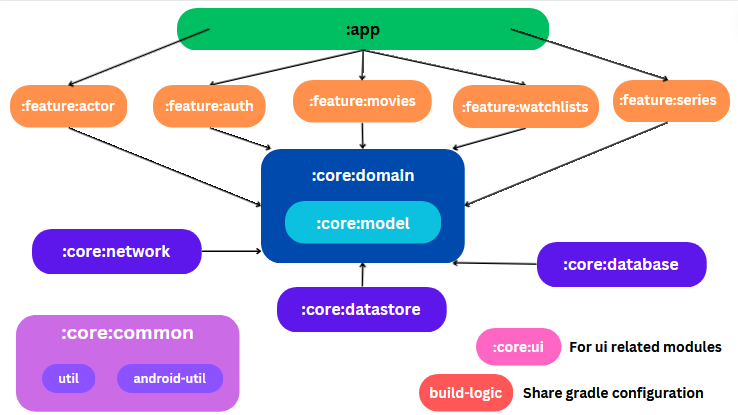 :app
:feature:actor
:feature:auth
:feature:movies
:feature:watchlists
:feature:series
:core:domain
:core:model
:core:network
:core:database
:core:datastore
:core:common
util
android-util
:core:ui For ui related modules
build-logic Share gradle configuration